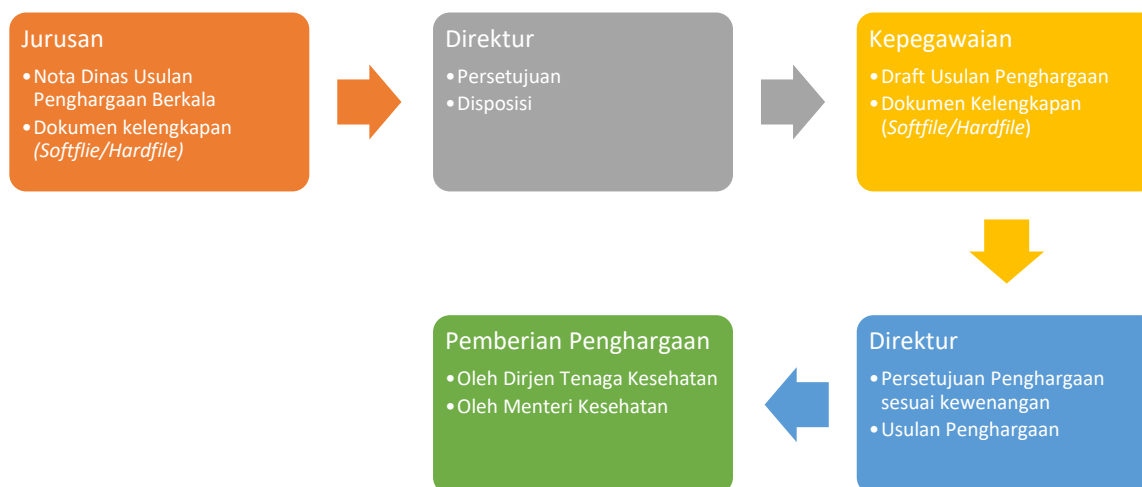 Jurusan
•Nota Dinas Usulan
Penghargaan Berkala
•Dokumen kelengkapan
(Softflie/Hardfile)
Direktur
•Persetujuan
•Disposisi
Kepegawaian
•Draft Usulan Penghargaan
•Dokumen Kelengkapan
(Softfile/Hardfile)
Direktur
•Persetujuan Penghargaan
sesuai kewenangan
•Usulan Penghargaan
Pemberian Penghargaan
•Oleh Dirjen Tenaga Kesehatan
•Oleh Menteri Kesehatan